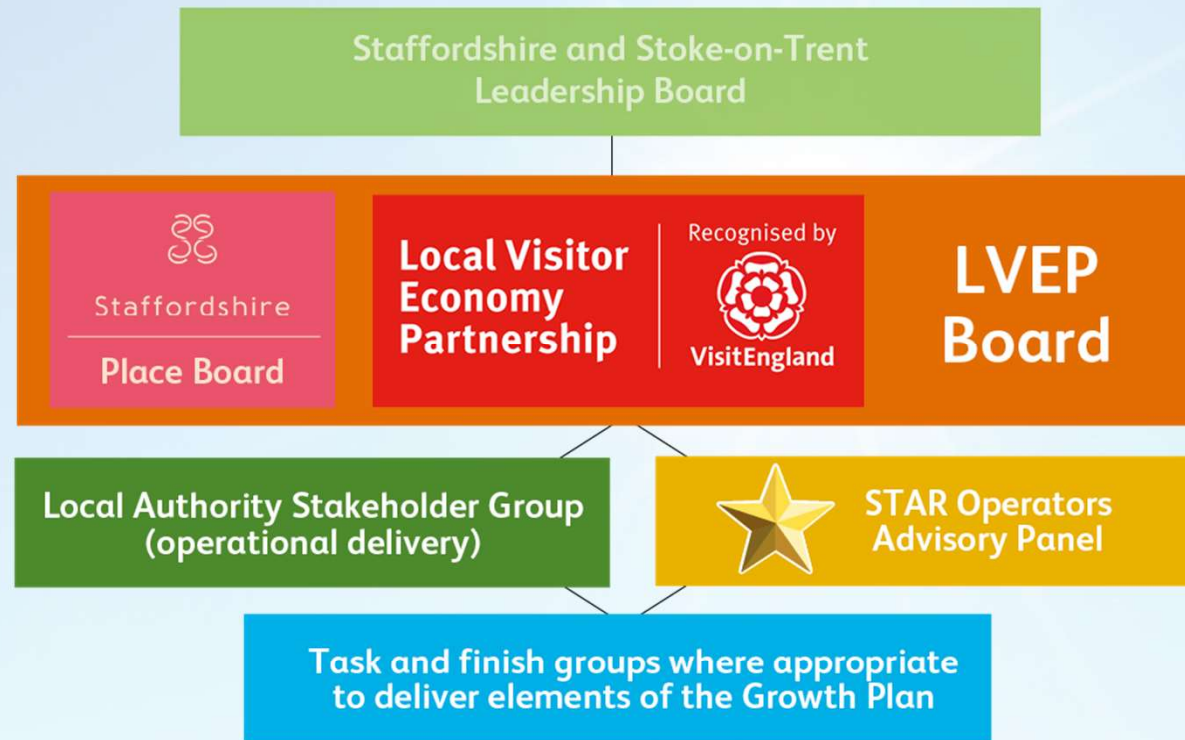 Staffordshire and Stoke-on-Trent
Leadership Board
Staffordshire
Place Board
Local Visitor
Economy
Partnership
Recognised by
VisitEngland
LVEP
Board
Local Authority Stakeholder Group
(operational delivery)
STAR Operators
Advisory Panel
Task and finish groups where appropriate
to deliver elements of the Growth Plan